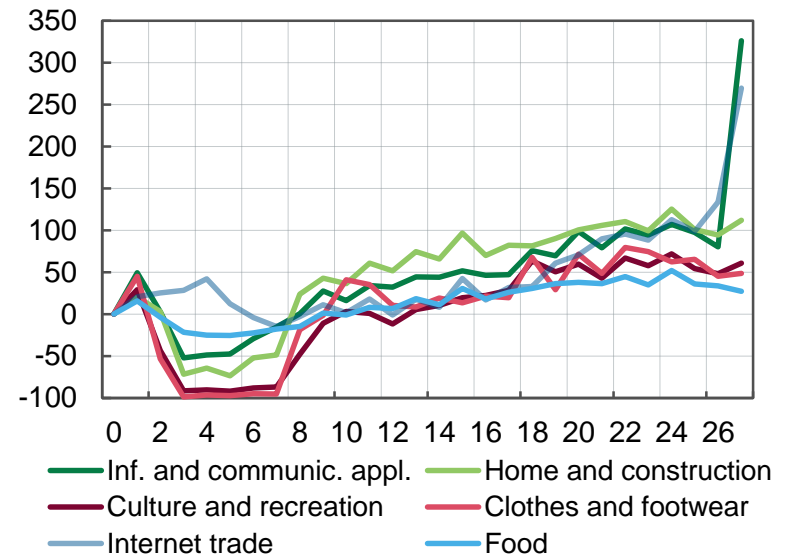 350
300
250
200
150
100
50
0
-50
-100
0 2 4 6 8 10 12 14 16 18 20 22 24 26
Inf. and communic. appl. Home and construction
Culture and recreation Clothes and footwear
Internet trade Food